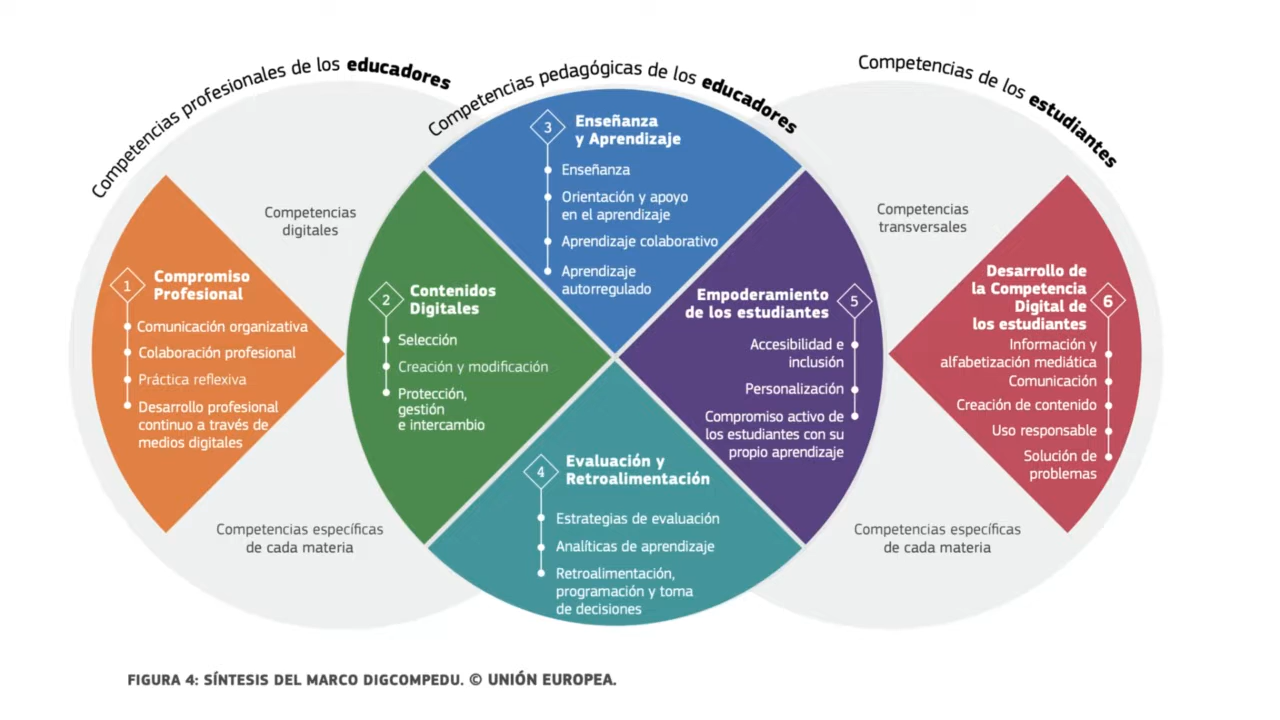 Competencias profesionales de los educadores
Competencias pedagógicas de los educadores
Competencias de los estudiantes
Competencias
digitales
Competencias
transversales
1
Compromiso
Profesional
Comunicación organizativa
Colaboración profesional
Práctica reflexiva
Desarrollo profesional
continuo a través de
medios digitales
2
Contenidos
Digitales
Selección
Creación y modificación
Protección,
gestión
e intercambio
3
Enseñanza
y Aprendizaje
Enseñanza
Orientación y apoyo
en el aprendizaje
Aprendizaje colaborativo
Aprendizaje
autorregulado
4
Evaluación y
Retroalimentación
Estrategias de evaluación
Analíticas de aprendizaje
Retroalimentación,
programación y toma
de decisiones
Empoderamiento
de los estudiantes
5
Accesibilidad e
inclusión
Personalización
Compromiso activo de
los estudiantes con su
propio aprendizaje
Desarrollo de
la Competencia
Digital de
los estudiantes
6
Información y
alfabetización mediática
Comunicación
Creación de contenido
Uso responsable
Solución de
problemas
Competencias específicas
de cada materia
Competencias específicas
de cada materia
FIGURA 4: SÍNTESIS DEL MARCO DIGCOMPEDU. © UNIÓN EUROPEA.